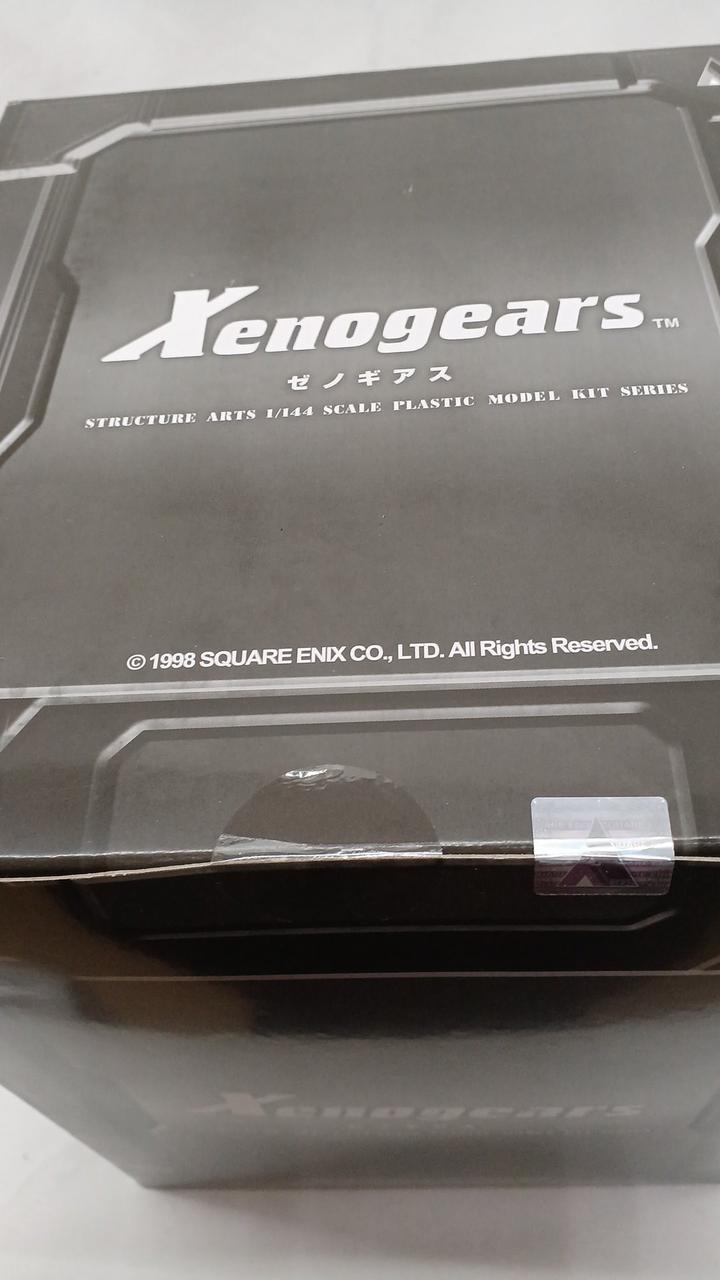 Xenogears™
ゼノギアス
STRUCTURE ARTS 1/144 SCALE PLASTIC MODEL KIT SERIES
© 1998 SQUARE ENIX CO., LTD. All Rights Reserved.
Xenogears